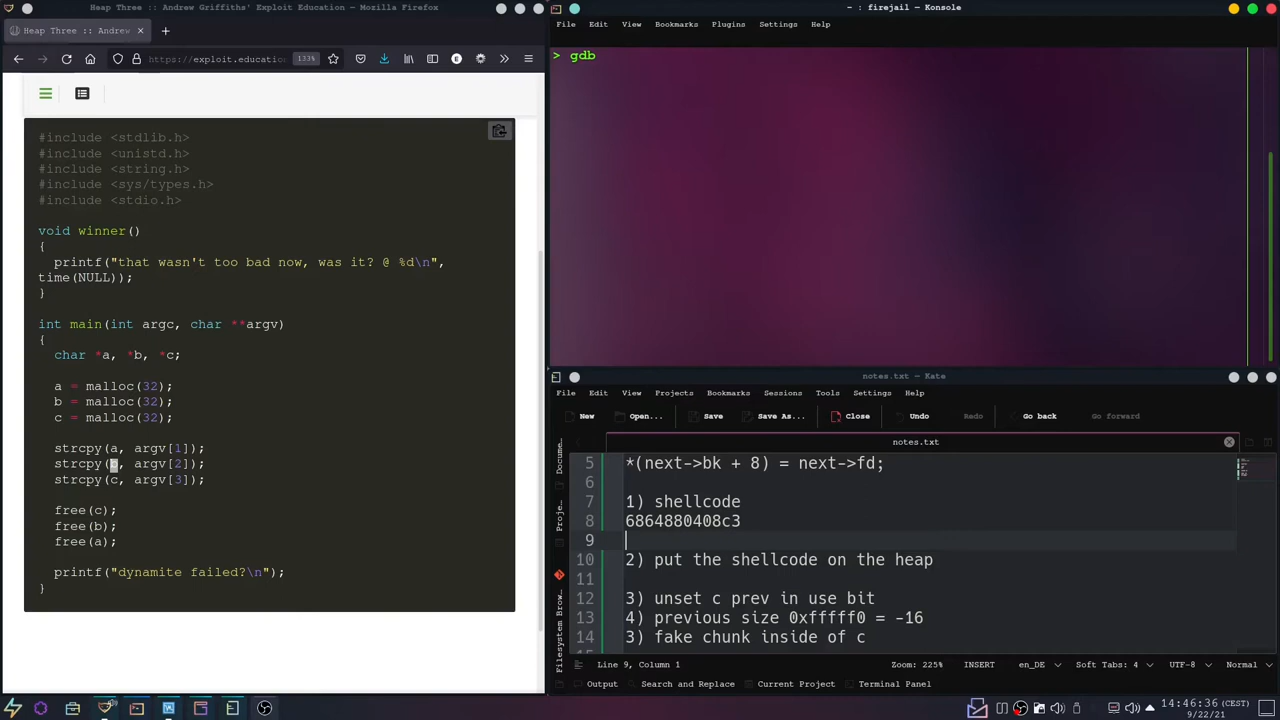 Heap Three :: Andrew Griffiths' Exploit Education — Mozilla Firefox
Heap Three :: Andrew
https://exploit.educatio
133%
#include <stdlib.h>
#include <unistd.h>
#include <string.h>
#include <sys/types.h>
#include <stdio.h>
void winner()
{
printf("that wasn't too bad now, was it? @ %d\n",
time(NULL));
}
int main(int argc, char **argv)
{
char *a, *b, *c;
a = malloc(32);
b = malloc(32);
c = malloc(32);
strcpy(a, argv[1]);
strcpy(b, argv[2]);
strcpy(c, argv[3]);
free(c);
free(b);
free(a);
printf("dynamite failed?\n");
}
~ : firejail — Konsole
File Edit View Bookmarks Plugins Settings Help
> gdb
notes.txt — Kate
File Edit View Projects Bookmarks Sessions Tools Settings Help
New Open... Save Save As... Close Undo Redo Go back Go forward
notes.txt
Docume
Proje
Filesystem Brow
5 *(next->bk + 8) = next->fd;
6
7 1) shellcode
8 6864880408c3
9
10 2) put the shellcode on the heap
11
12 3) unset c prev in use bit
13 4) previous size 0xfffff0 = -16
14 3) fake chunk inside of c
Line 9, Column 1 Zoom: 225% INSERT en_DE Soft Tabs: 4 UTF-8 Normal
Output Search and Replace Current Project Terminal Panel
14:46:36 (CEST)
9/22/21